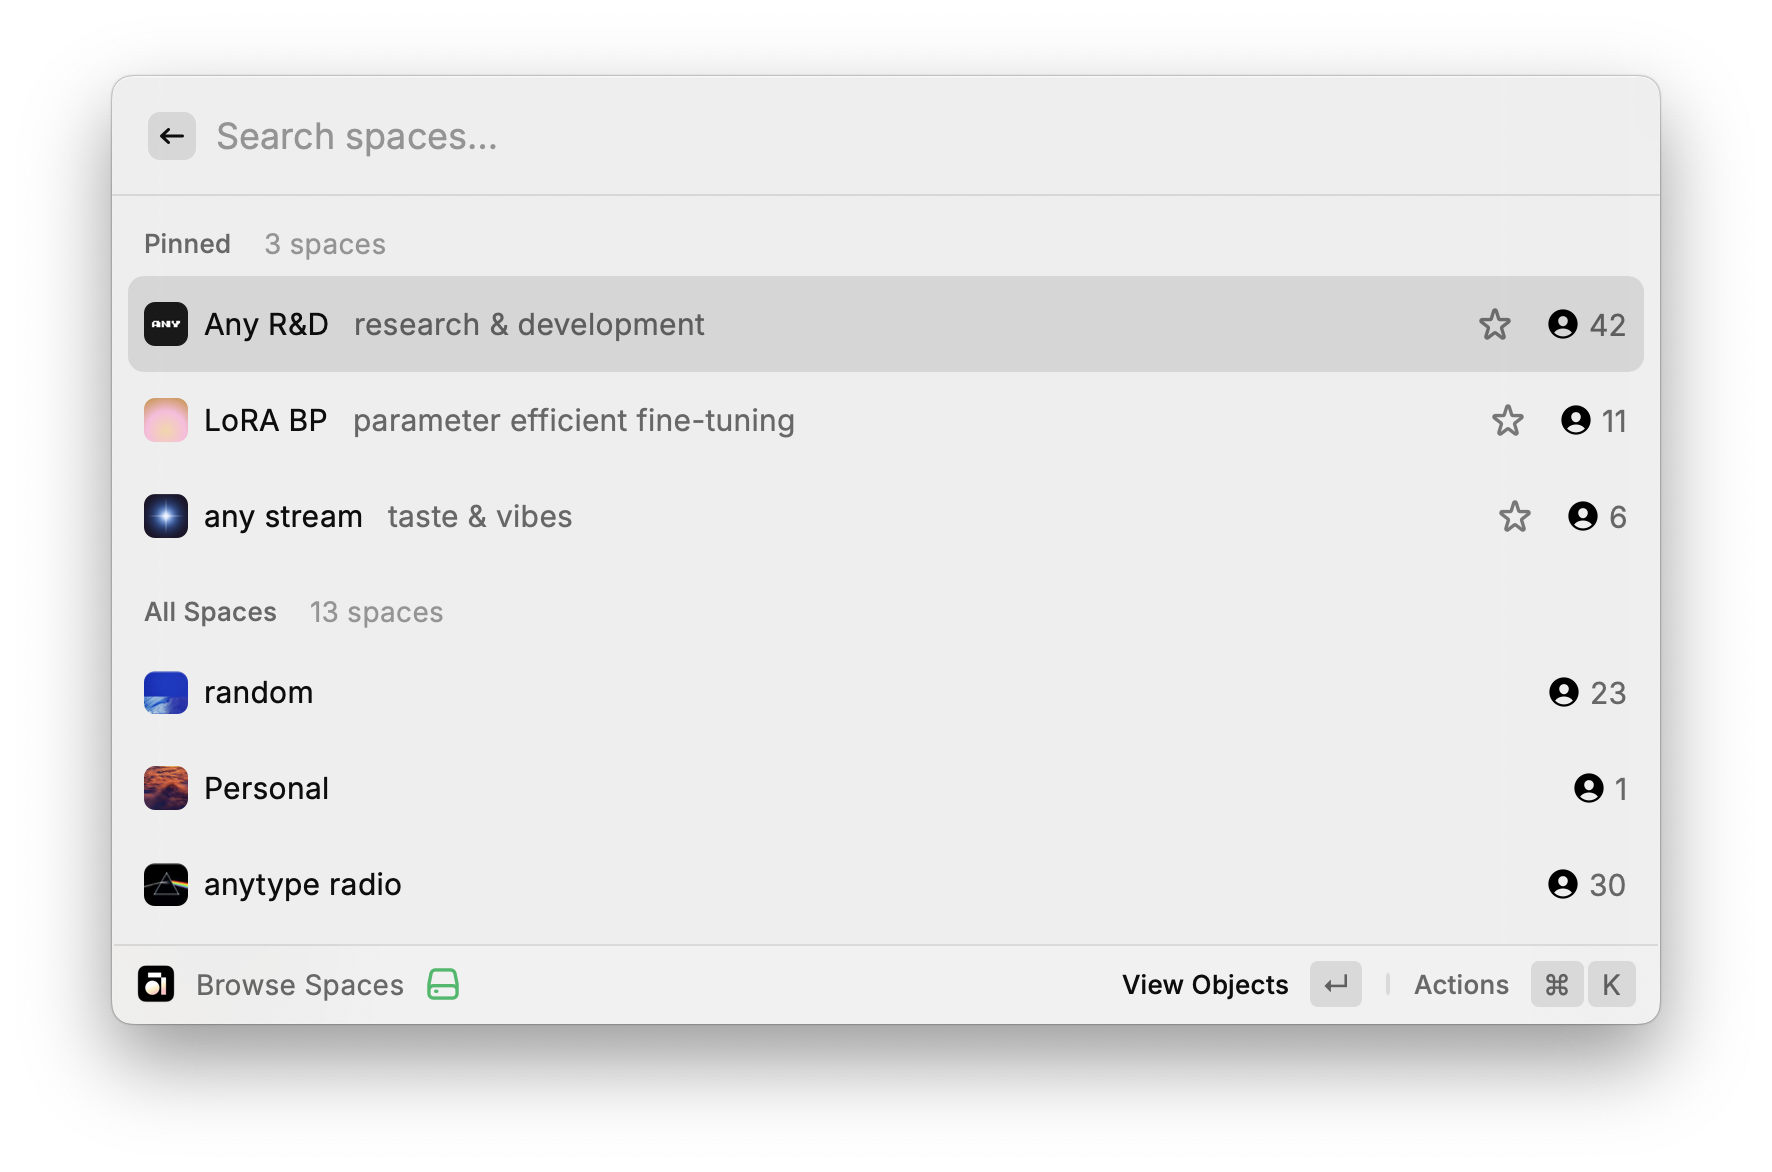 Search spaces...
Pinned 3 spaces
ANY Any R&D research & development 42
LoRA BP parameter efficient fine-tuning 11
any stream taste & vibes 6
All Spaces 13 spaces
random 23
Personal 1
anytype radio 30
Browse Spaces View Objects ↵ Actions ⌘ K